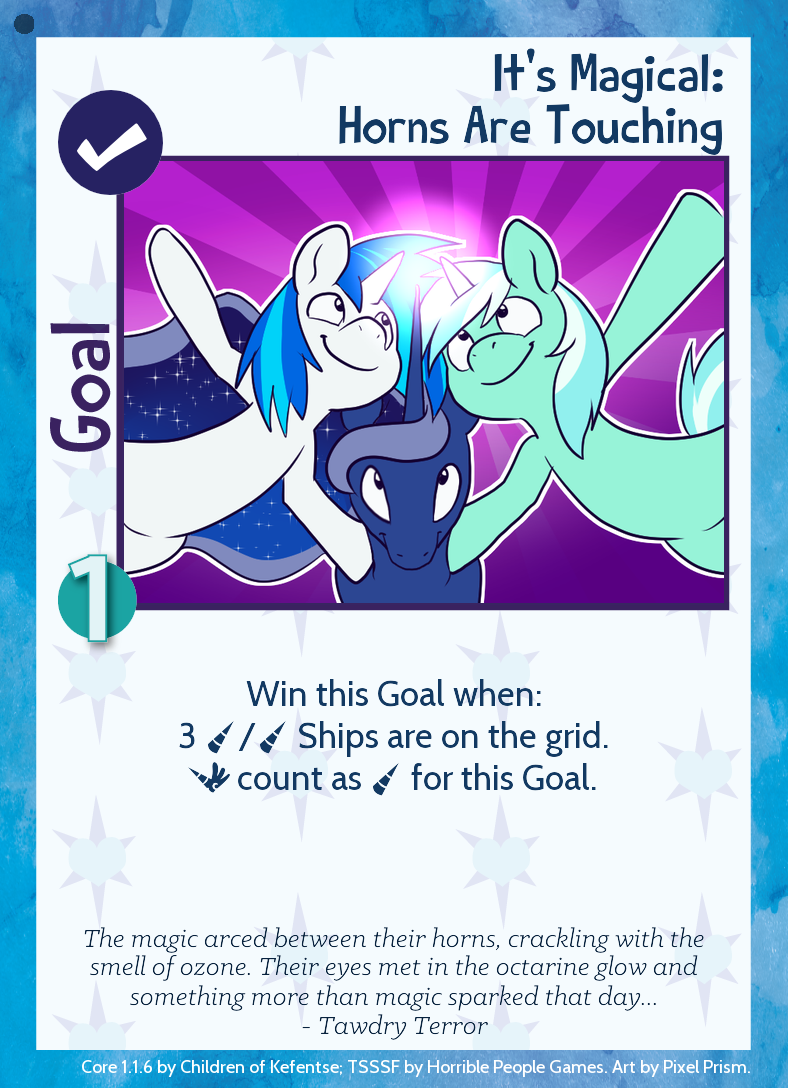 It's Magical:
Horns Are Touching
Goal
1
Win this Goal when:
3 / Ships are on the grid.
count as for this Goal.
The magic arced between their horns, crackling with the
smell of ozone. Their eyes met in the octarine glow and
something more than magic sparked that day...
- Tawdry Terror
Core 1.1.6 by Children of Kefentse; TSSSF by Horrible People Games. Art by Pixel Prism.